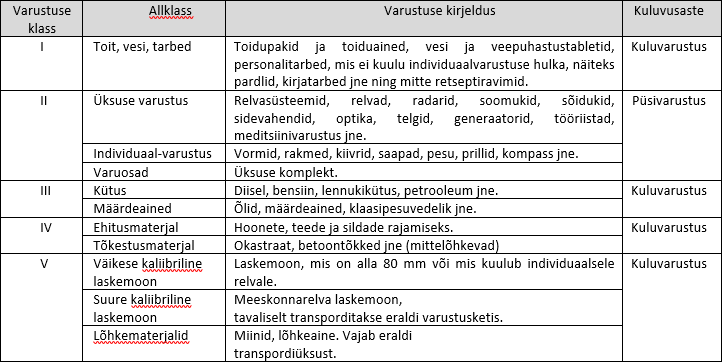 Varustuse klass | Allklass | Varustuse kirjeldus | Kuluvusaste
I | Toit, vesi, tarbed | Toidupakid ja toiduained, vesi ja veepuhastustabletid, personalitarbed, mis ei kuulu individuaalvarustuse hulka, näiteks pardlid, kirjatarbed jne ning mitte retseptiravimid. | Kuluvarustus
II | Üksuse varustus | Relvasüsteemid, relvad, radarid, soomukid, sõidukid, sidevahendid, optika, telgid, generaatorid, tööriistad, meditsiinivarustus jne. | Püsivarustus
Individuaal-varustus | Vormid, rakmed, kiivrid, saapad, pesu, prillid, kompass jne.
Varuosad | Üksuse komplekt.
III | Kütus | Diisel, bensiin, lennukikütus, petrooleum jne. | Kuluvarustus
Määrdeained | Õlid, määrdeained, klaasipesuvedelik jne.
IV | Ehitusmaterjal | Hoonete, teede ja sildade rajamiseks. | Kuluvarustus
Tõkestusmaterjal | Okastraat, betoontõkked jne (mittelõhkevad)
V | Väikese kaliibriline laskemoon | Laskemoon, mis on alla 80 mm või mis kuulub individuaalsele relvale. | Kuluvarustus
Suure kaliibriline laskemoon | Meeskonnarelva laskemoon, tavaliselt transporditakse eraldi varustusketis.
Lõhkematerjalid | Miinid, lõhkeaine. Vajab eraldi transpordiüksust.